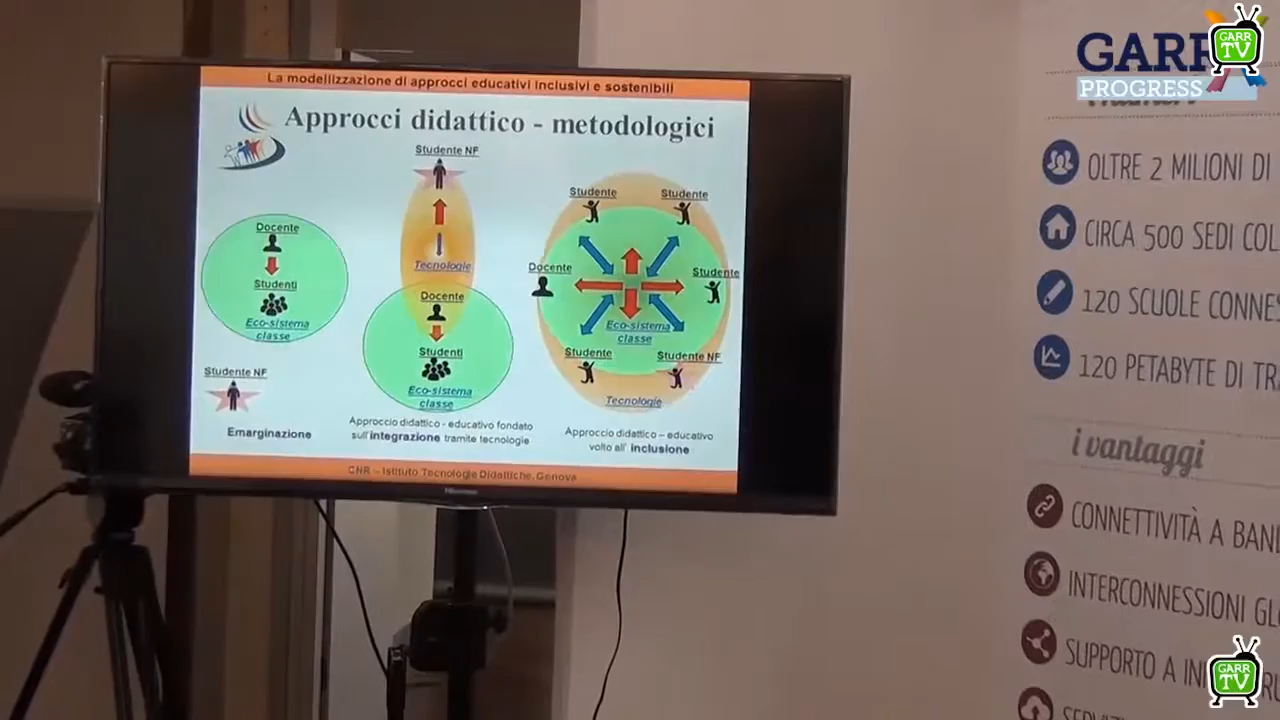 La modellizzazione di approcci educativi inclusivi e sostenibili
Approcci didattico - metodologici
Docente
Studenti
Eco-sistema
classe
Studente NF
Emarginazione
Studente NF
Tecnologie
Docente
Studenti
Eco-sistema
classe
Approccio didattico - educativo fondato
sull'integrazione tramite tecnologie
Studente
Studente
Docente
Studente
Eco-sistema
classe
Studente
Studente NF
Tecnologie
Approccio didattico – educativo
volto all' inclusione
CNR – Istituto Tecnologie Didattiche, Genova
Hisense
GARR
PROGRESS
GARR
TV
OLTRE 2 MILIONI DI
CIRCA 500 SEDI COL
120 SCUOLE CONNES
120 PETABYTE DI TR
i vantaggi
CONNETTIVITÀ A BAN
INTERCONNESSIONI GL
SUPPORTO A IN
GARR
TV